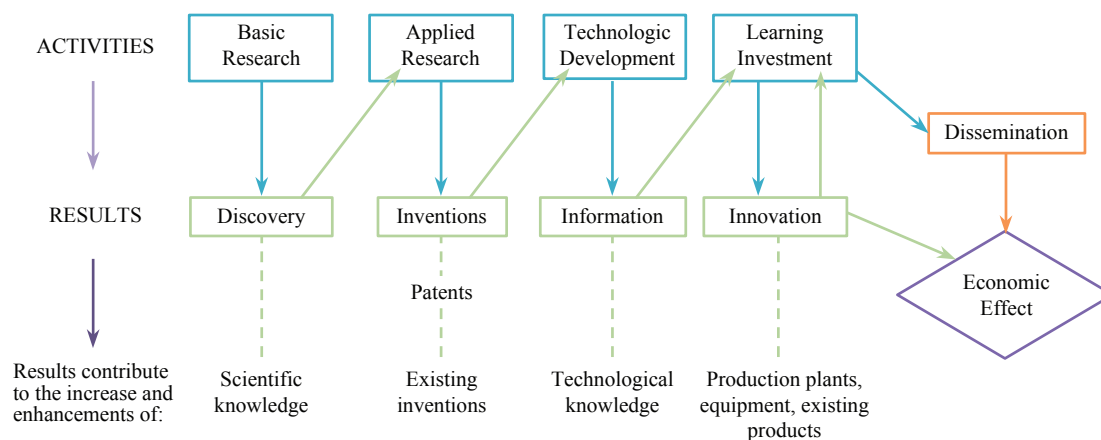 ACTIVITIES
Basic
Research
Applied
Research
Technologic
Development
Learning
Investment
Dissemination
RESULTS
Discovery
Inventions
Information
Innovation
Economic
Effect
Patents
Results contribute
to the increase and
enhancements of:
Scientific
knowledge
Existing
inventions
Technological
knowledge
Production plants,
equipment, existing
products